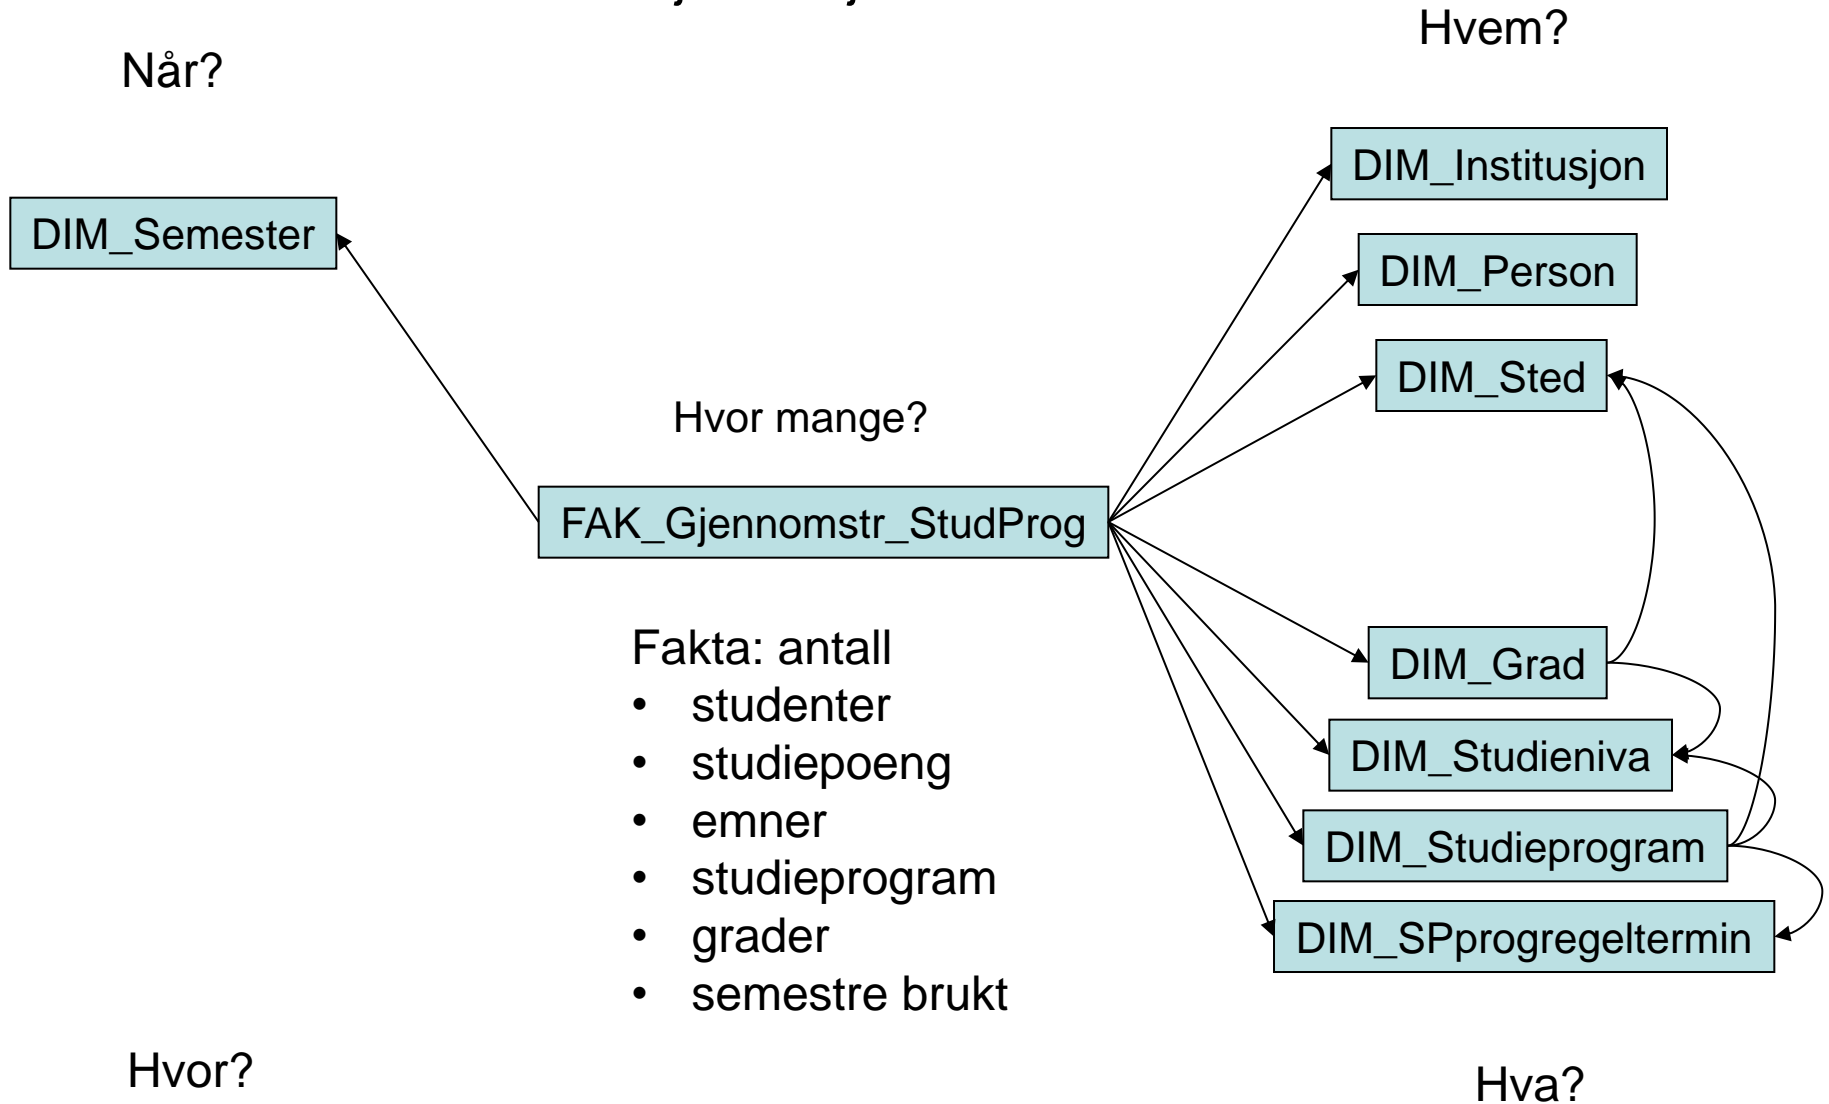 Hvem?
Når?
DIM_Institusjon
DIM_Semester
DIM_Person
DIM_Sted
Hvor mange?
FAK_Gjennomstr_StudProg
Fakta: antall
• studenter
• studiepoeng
• emner
• studieprogram
• grader
• semestre brukt
DIM_Grad
DIM_Studieniva
DIM_Studieprogram
DIM_SPprogregeltermin
Hvor?
Hva?